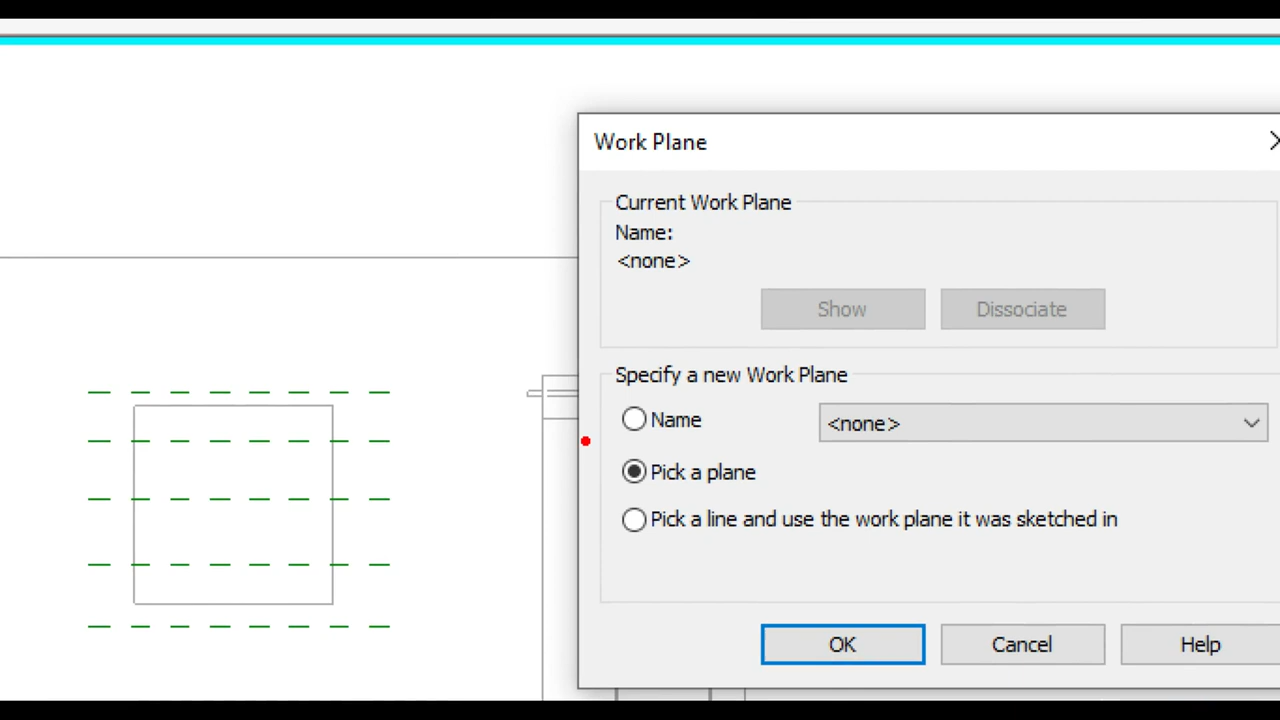 Work Plane
Current Work Plane
Name:
<none>
Show Dissociate
Specify a new Work Plane
Name <none>
Pick a plane
Pick a line and use the work plane it was sketched in
OK Cancel Help